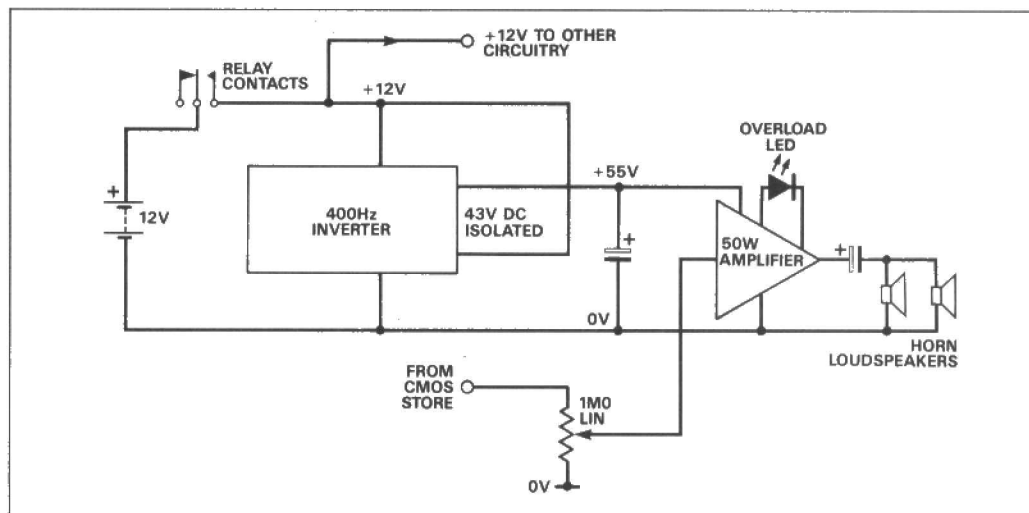 +12V TO OTHER
CIRCUITRY
RELAY
CONTACTS
+12V
OVERLOAD
LED
+55V
+
12V
400Hz
INVERTER
43V DC
ISOLATED
+
50W
AMPLIFIER
+
0V
HORN
LOUDSPEAKERS
FROM
CMOS
STORE
1M0
LIN
0V